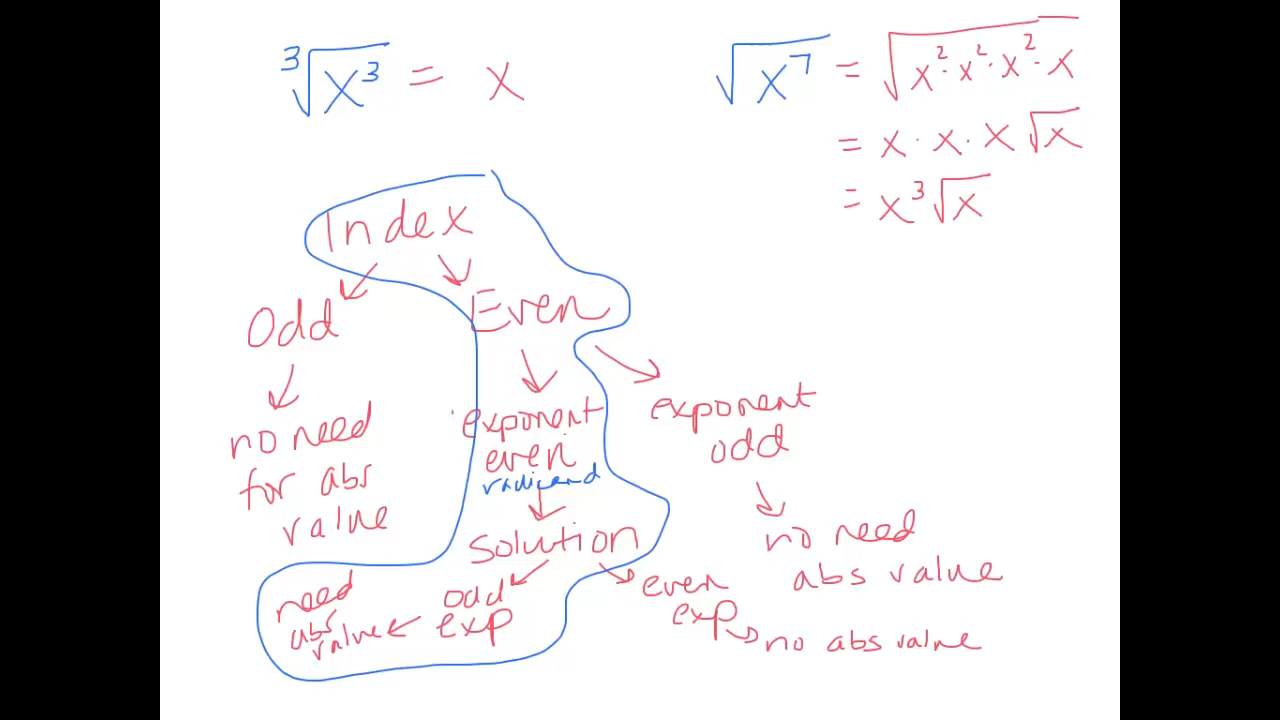 ∛x³ = x
√x⁷ = √x²·x²·x²·x
= x·x·x√x
= x³√x
Index
Odd
Even
no need
for abs
value
exponent
even
radicand
exponent
odd
no need
abs value
Solution
odd
exp
need
abs
value
even
exp
no abs value